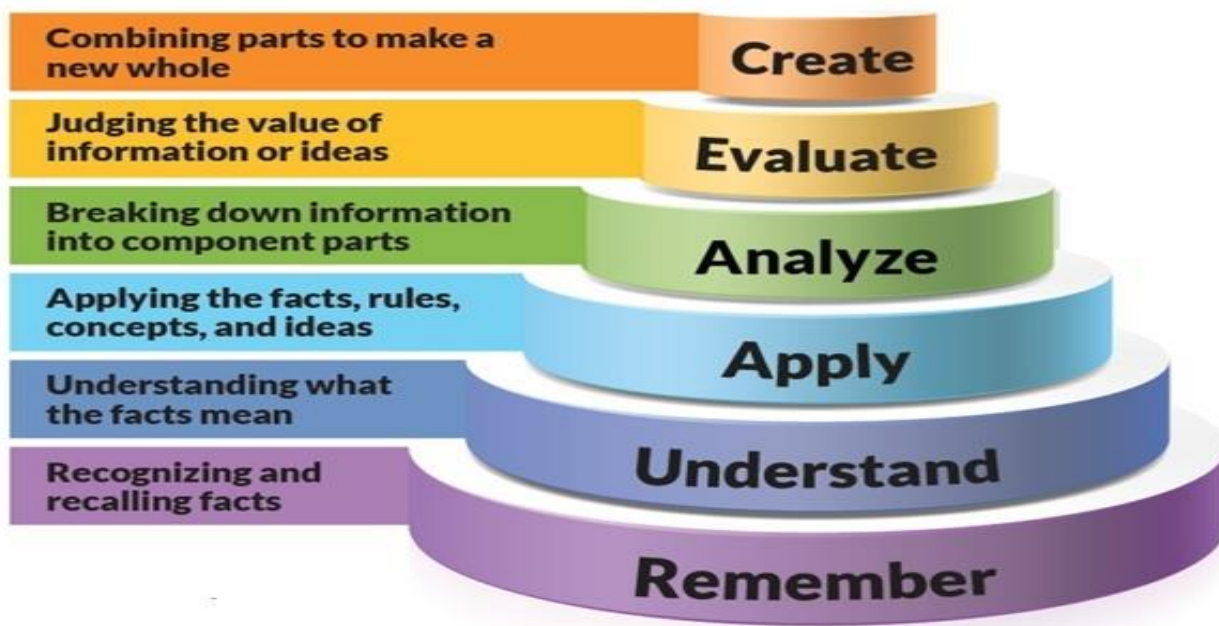 Combining parts to make a
new whole
Create
Judging the value of
information or ideas
Evaluate
Breaking down information
into component parts
Analyze
Applying the facts, rules,
concepts, and ideas
Apply
Understanding what
the facts mean
Understand
Recognizing and
recalling facts
Remember